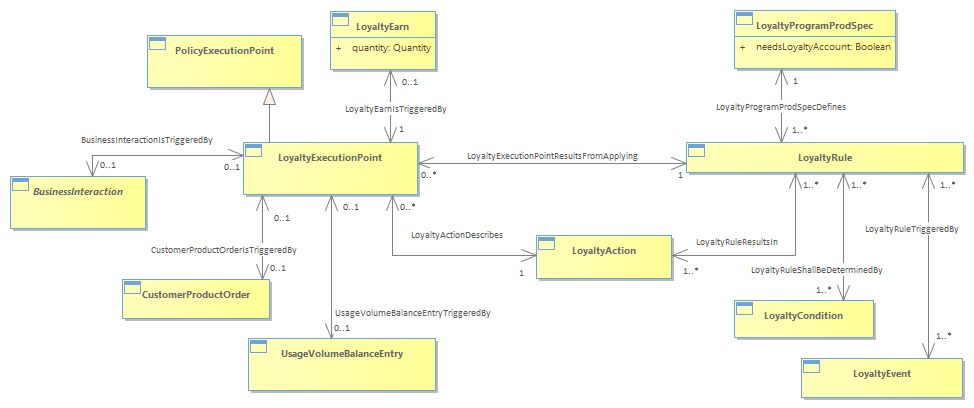 LoyaltyEarn
+ quantity: Quantity
LoyaltyProgramProdSpec
+ needsLoyaltyAccount: Boolean
PolicyExecutionPoint
0..1
1
LoyaltyEarnIsTriggeredBy
LoyaltyProgramProdSpecDefines
1
1..*
BusinessInteractionIsTriggeredBy
LoyaltyExecutionPoint
LoyaltyExecutionPointResultsFromApplying
LoyaltyRule
0..1
0..1
0..*
1
BusinessInteraction
0..1
0..1
0..*
1..*
1..*
1..*
LoyaltyActionDescribes
LoyaltyRuleResultsIn
LoyaltyRuleTriggeredBy
CustomerProductOrderIsTriggeredBy
LoyaltyAction
0..1
1
1..*
LoyaltyRuleShallBeDeterminedBy
CustomerProductOrder
1..*
UsageVolumeBalanceEntryTriggeredBy
LoyaltyCondition
0..1
1..*
UsageVolumeBalanceEntry
LoyaltyEvent